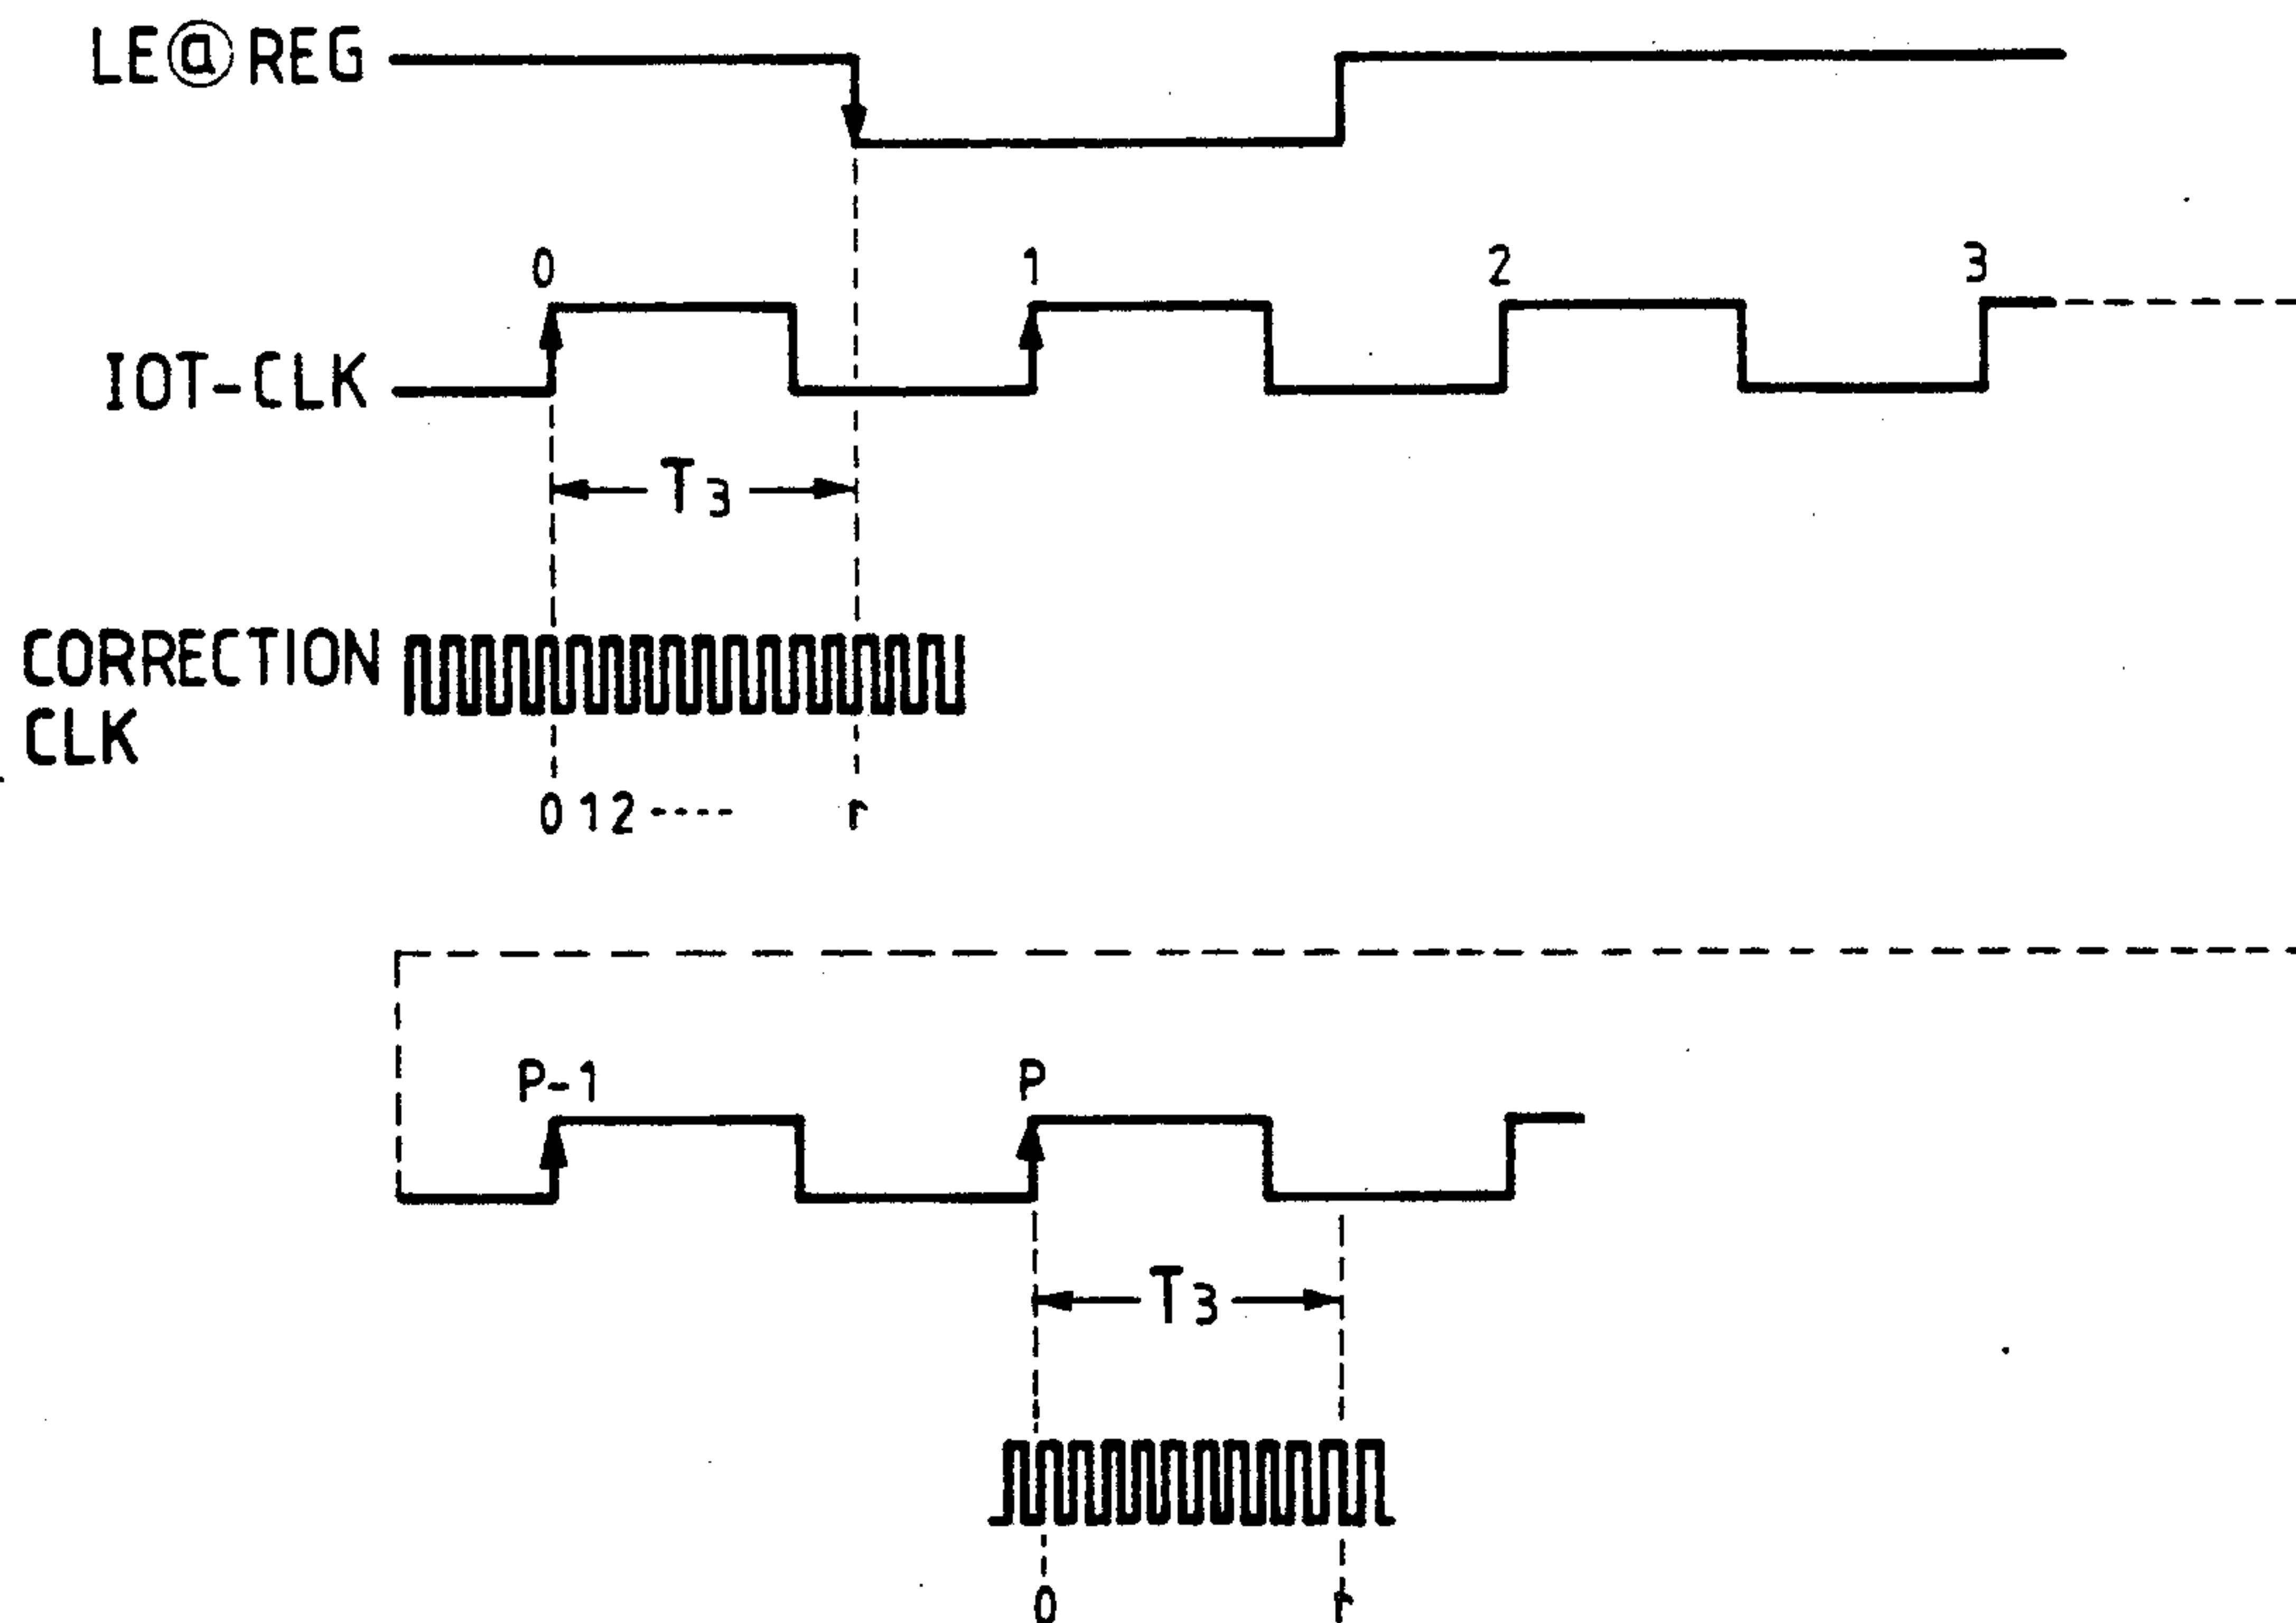 LE@REG
0 1 2 3
IOT-CLK
T3
CORRECTION
CLK
0 1 2 ---- r
P-1 P
T3
0 r